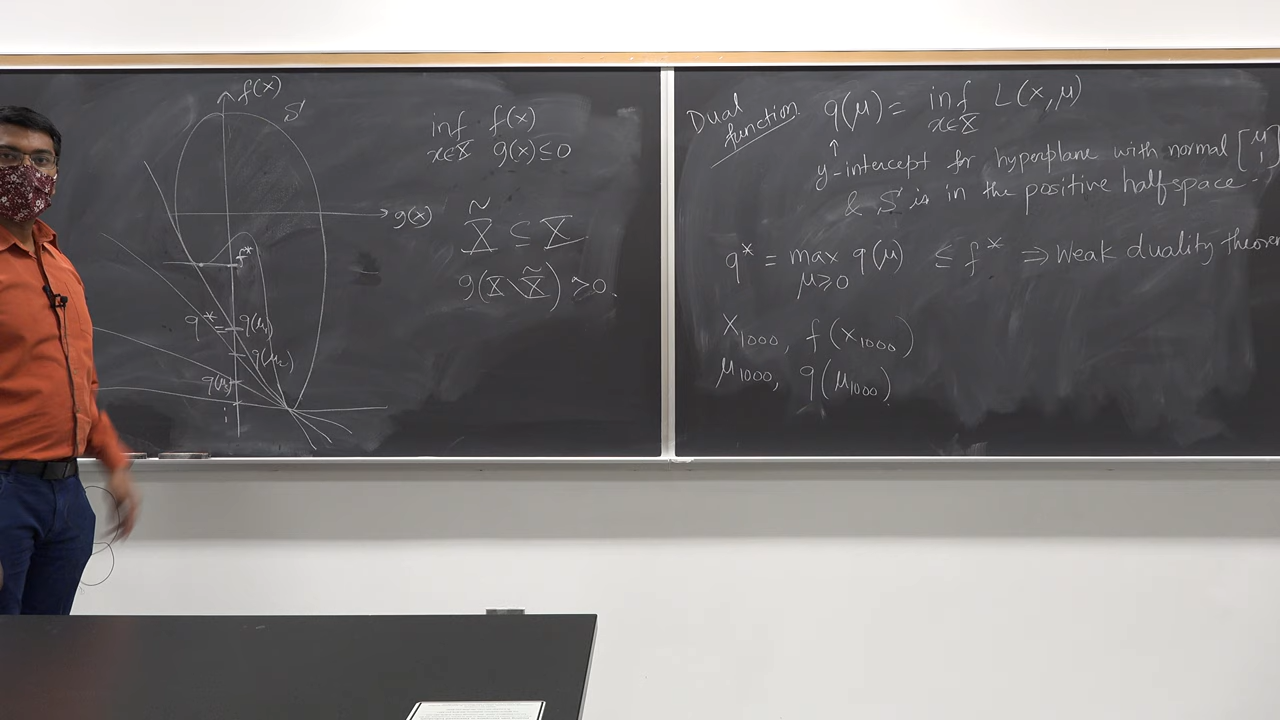 f(x)
S
g(x)
f*
q*
=
q(μ₁)
q(μ₂)
q(μ₃)
i
inf f(x)
x∈X g(x) ≤ 0
X̃ ⊆ X
g(X\X̃) > 0.
Dual function. q(μ) = inf L(x, μ)
x∈X
↑
y-intercept for hyperplane with normal [μ 1]
& S is in the positive halfspace.
q* = max q(μ) ≤ f* ⇒ Weak duality theorem
μ⩾0
x₁₀₀₀, f(x₁₀₀₀)
μ₁₀₀₀, q(μ₁₀₀₀).